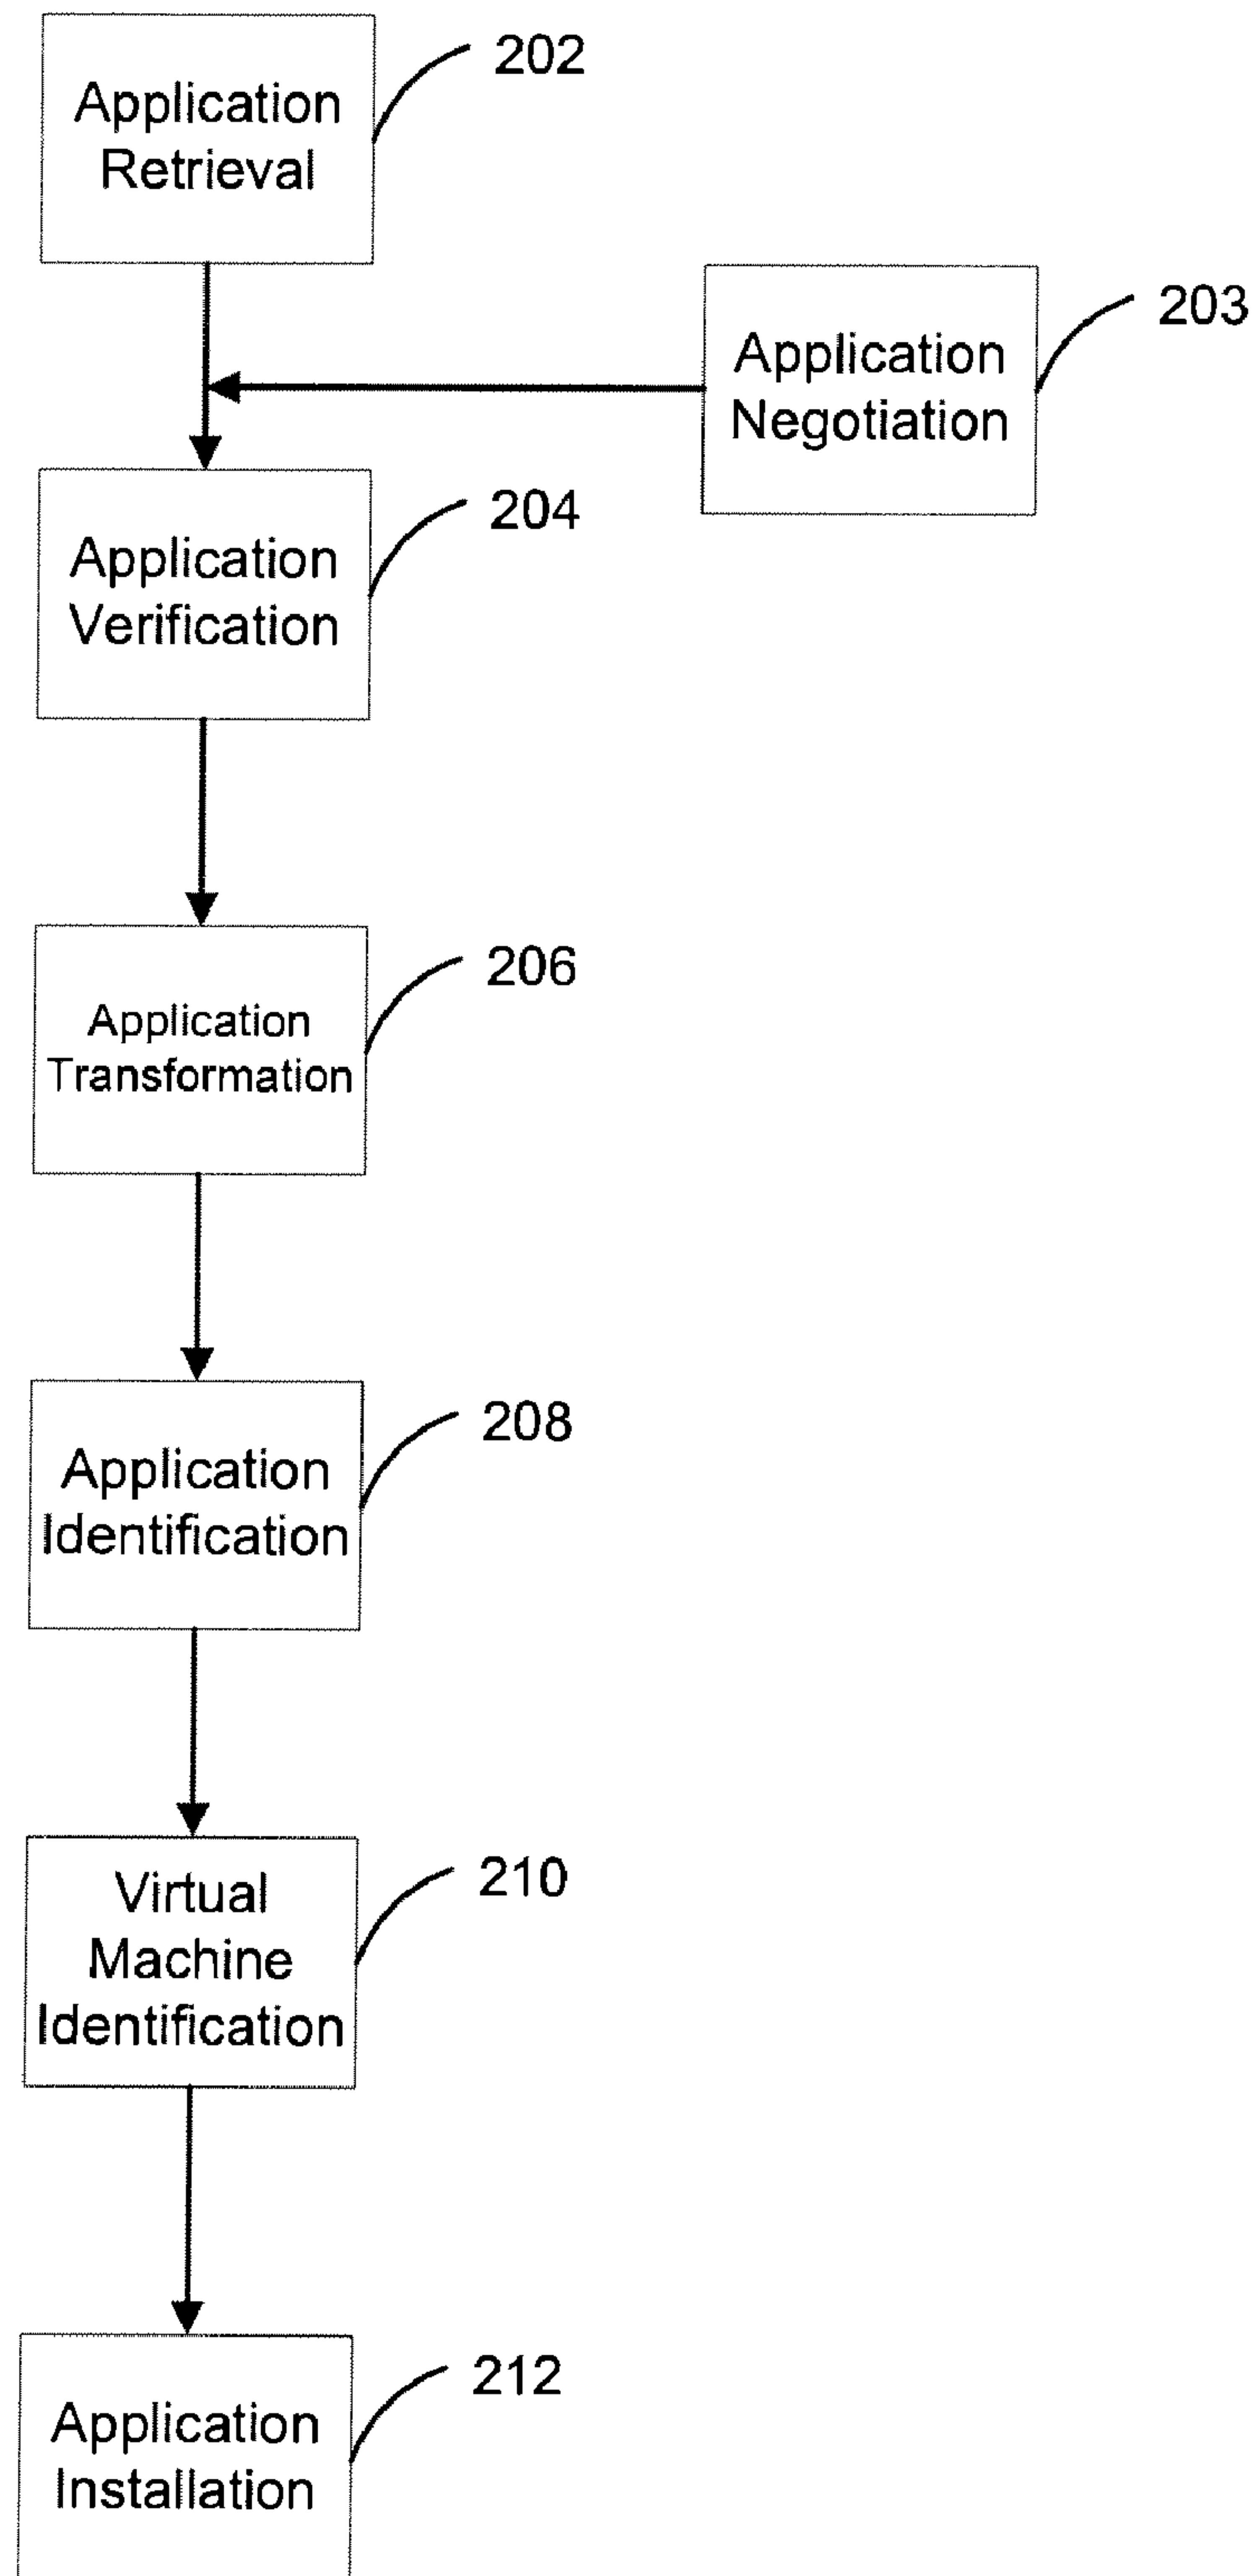 202
Application
Retrieval
203
Application
Negotiation
204
Application
Verification
206
Application
Transformation
208
Application
Identification
210
Virtual
Machine
Identification
212
Application
Installation